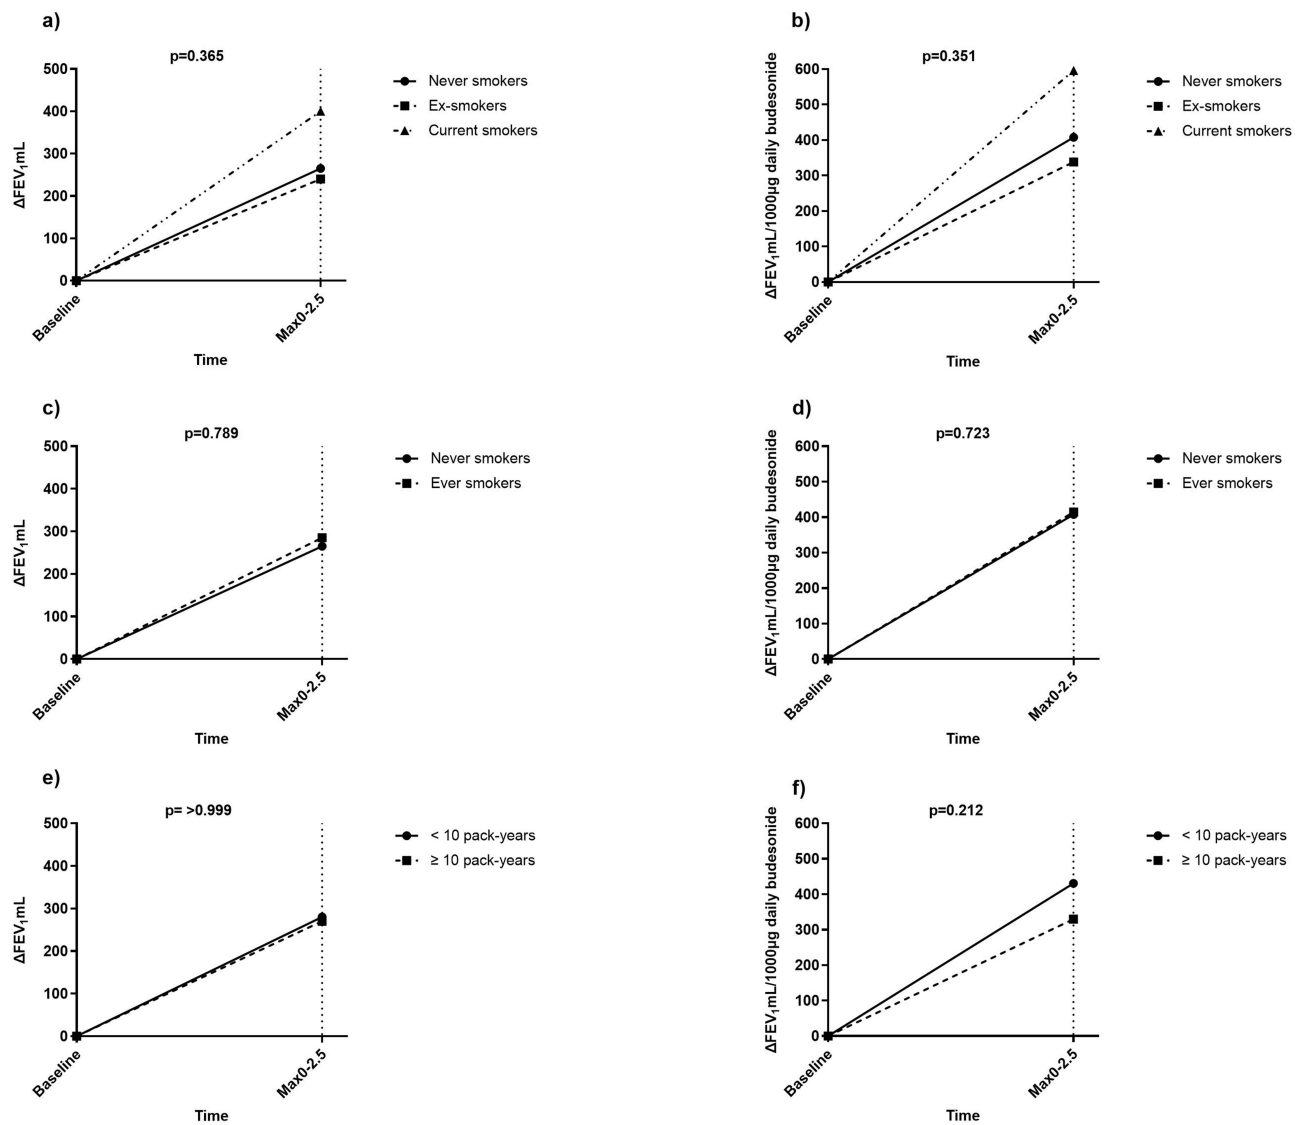 a)
p=0.365
500
400
300
200
100
0
ΔFEV₁mL
Baseline
Max0-2.5
Time
Never smokers
Ex-smokers
Current smokers
b)
p=0.351
600
500
400
300
200
100
0
ΔFEV₁mL/1000µg daily budesonide
Baseline
Max0-2.5
Time
Never smokers
Ex-smokers
Current smokers
c)
p=0.789
500
400
300
200
100
0
ΔFEV₁mL
Baseline
Max0-2.5
Time
Never smokers
Ever smokers
d)
p=0.723
600
500
400
300
200
100
0
ΔFEV₁mL/1000µg daily budesonide
Baseline
Max0-2.5
Time
Never smokers
Ever smokers
e)
p= >0.999
500
400
300
200
100
0
ΔFEV₁mL
Baseline
Max0-2.5
Time
< 10 pack-years
≥ 10 pack-years
f)
p=0.212
600
500
400
300
200
100
0
ΔFEV₁mL/1000µg daily budesonide
Baseline
Max0-2.5
Time
< 10 pack-years
≥ 10 pack-years